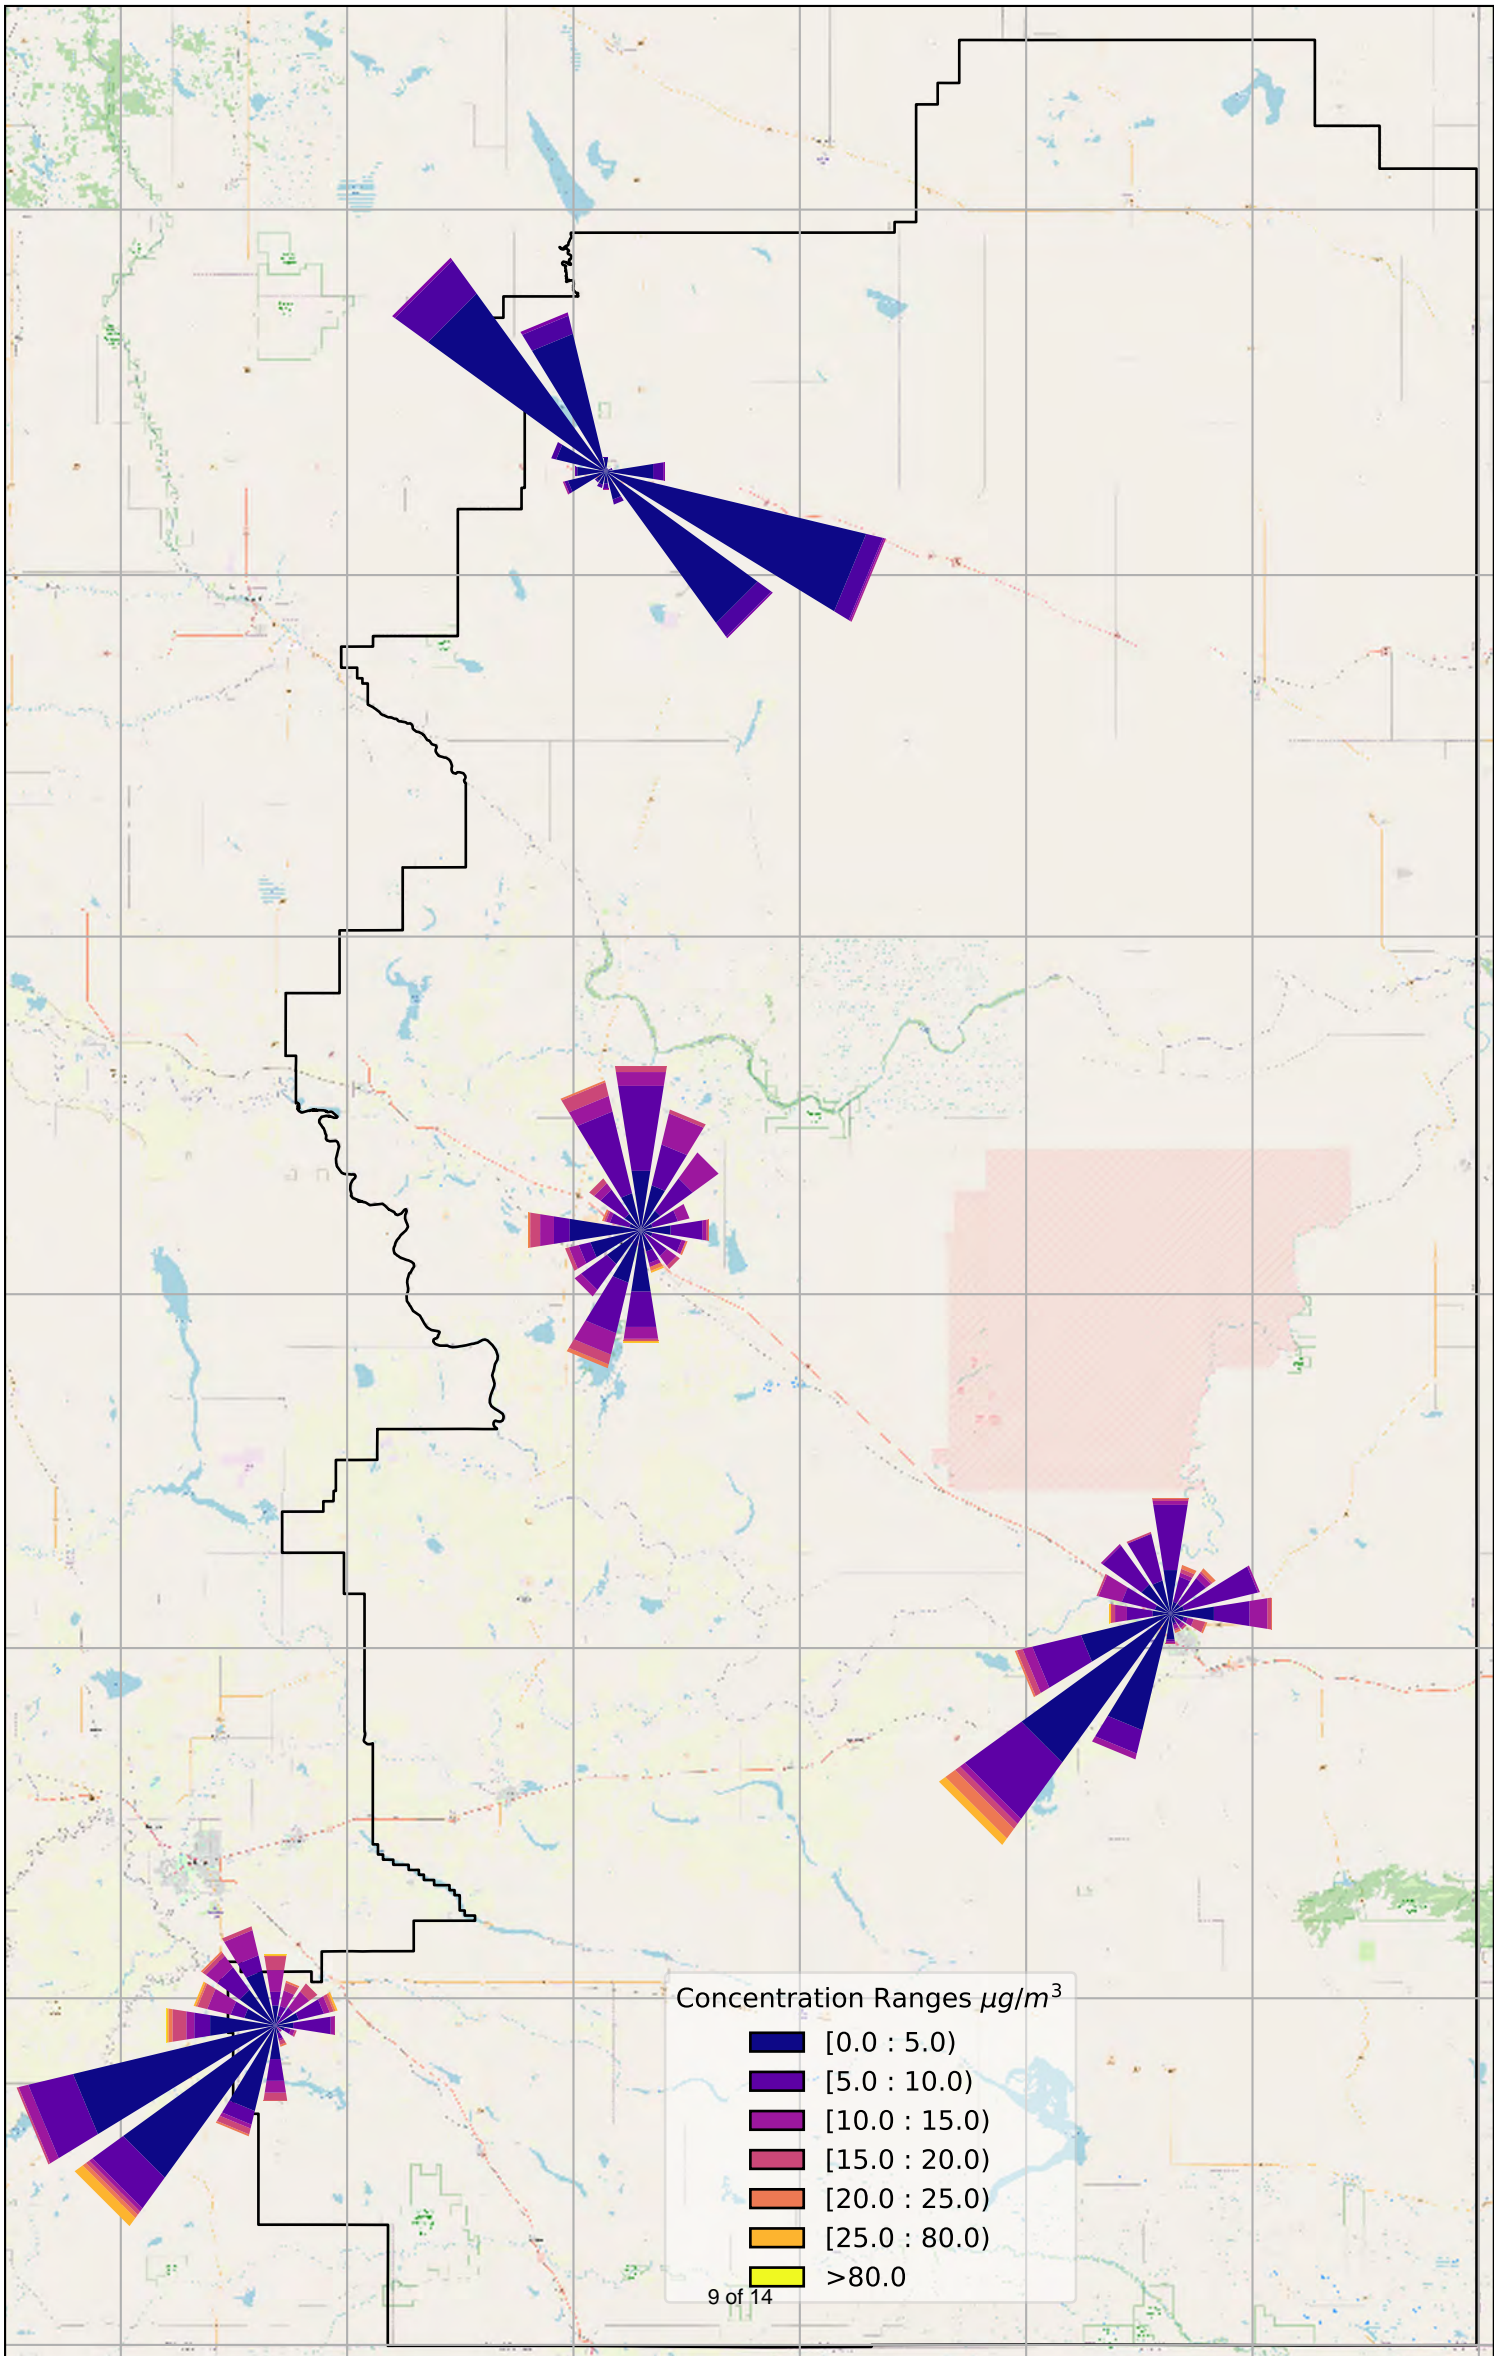 Concentration Ranges μg/m³
[0.0 : 5.0)
[5.0 : 10.0)
[10.0 : 15.0)
[15.0 : 20.0)
[20.0 : 25.0)
[25.0 : 80.0)
>80.0
9 of 14